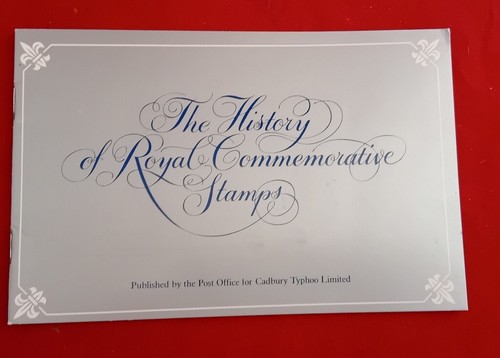 The History
of Royal Commemorative
Stamps
Published by the Post Office for Cadbury Typhoo Limited